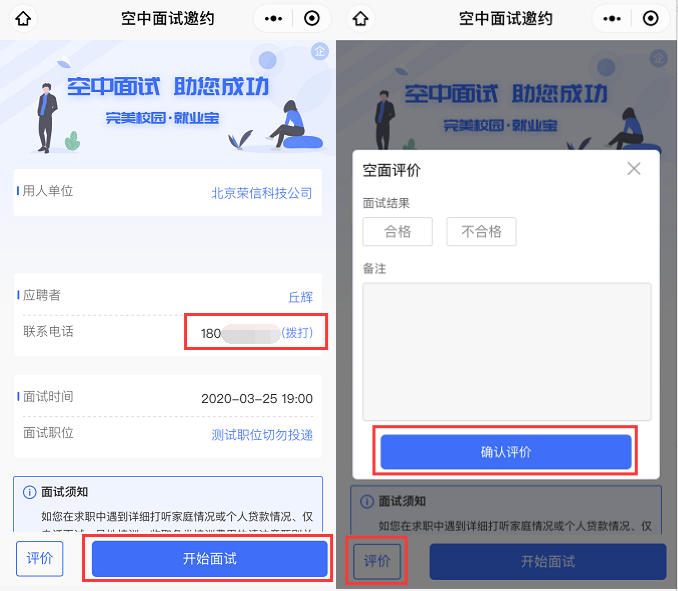 空中面试邀约
企
空中面试 助您成功
完美校园·就业宝
用人单位
北京荣信科技公司
应聘者
丘辉
联系电话
180
(拨打)
面试时间
2020-03-25 19:00
面试职位
测试职位切勿投递
面试须知
如您在求职中遇到详细打听家庭情况或个人贷款情况、仅
评价
开始面试
空中面试邀约
企
空中面试 助您成功
完美校园·就业宝
空面评价
面试结果
合格
不合格
备注
确认评价
面试须知
如您在求职中遇到详细打听家庭情况或个人贷款情况、仅
评价
开始面试